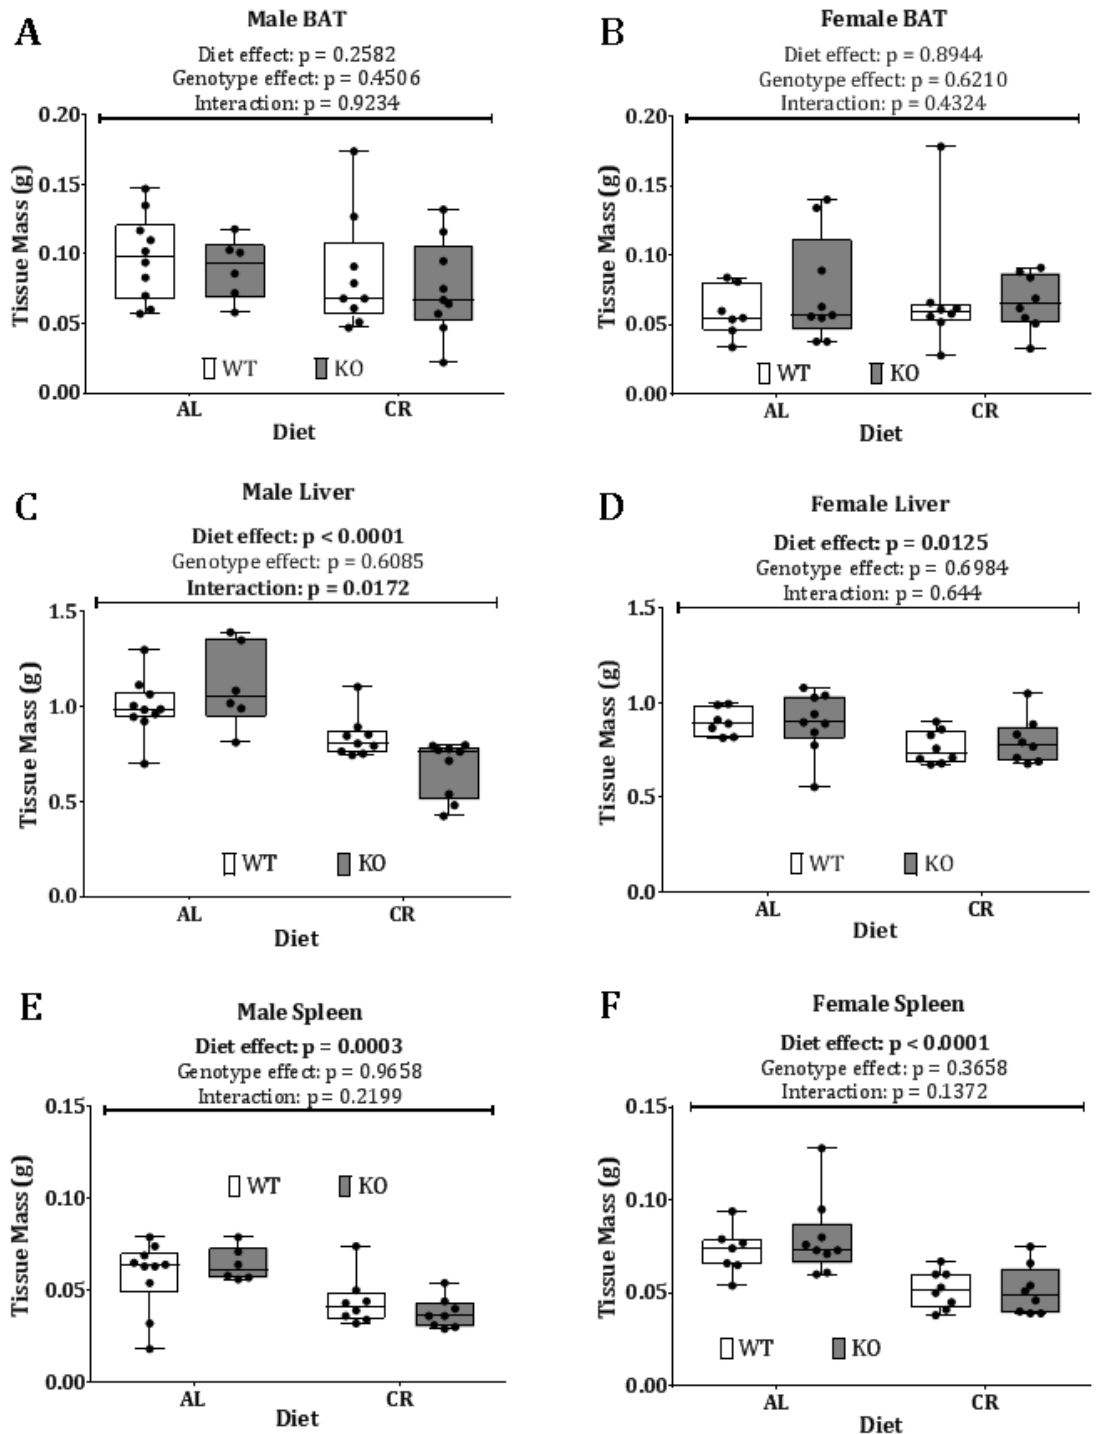 A
Male BAT
Diet effect: p = 0.2582
Genotype effect: p = 0.4506
Interaction: p = 0.9234
Tissue Mass (g)
0.20
0.15
0.10
0.05
0.00
WT
KO
AL
CR
Diet
B
Female BAT
Diet effect: p = 0.8944
Genotype effect: p = 0.6210
Interaction: p = 0.4324
Tissue Mass (g)
0.20
0.15
0.10
0.05
0.00
WT
KO
AL
CR
Diet
C
Male Liver
Diet effect: p < 0.0001
Genotype effect: p = 0.6085
Interaction: p = 0.0172
Tissue Mass (g)
1.5
1.0
0.5
0.0
WT
KO
AL
CR
Diet
D
Female Liver
Diet effect: p = 0.0125
Genotype effect: p = 0.6984
Interaction: p = 0.644
Tissue Mass (g)
1.5
1.0
0.5
0.0
WT
KO
AL
CR
Diet
E
Male Spleen
Diet effect: p = 0.0003
Genotype effect: p = 0.9658
Interaction: p = 0.2199
Tissue Mass (g)
0.15
0.10
0.05
0.00
WT
KO
AL
CR
Diet
F
Female Spleen
Diet effect: p < 0.0001
Genotype effect: p = 0.3658
Interaction: p = 0.1372
Tissue Mass (g)
0.15
0.10
0.05
0.00
WT
KO
AL
CR
Diet